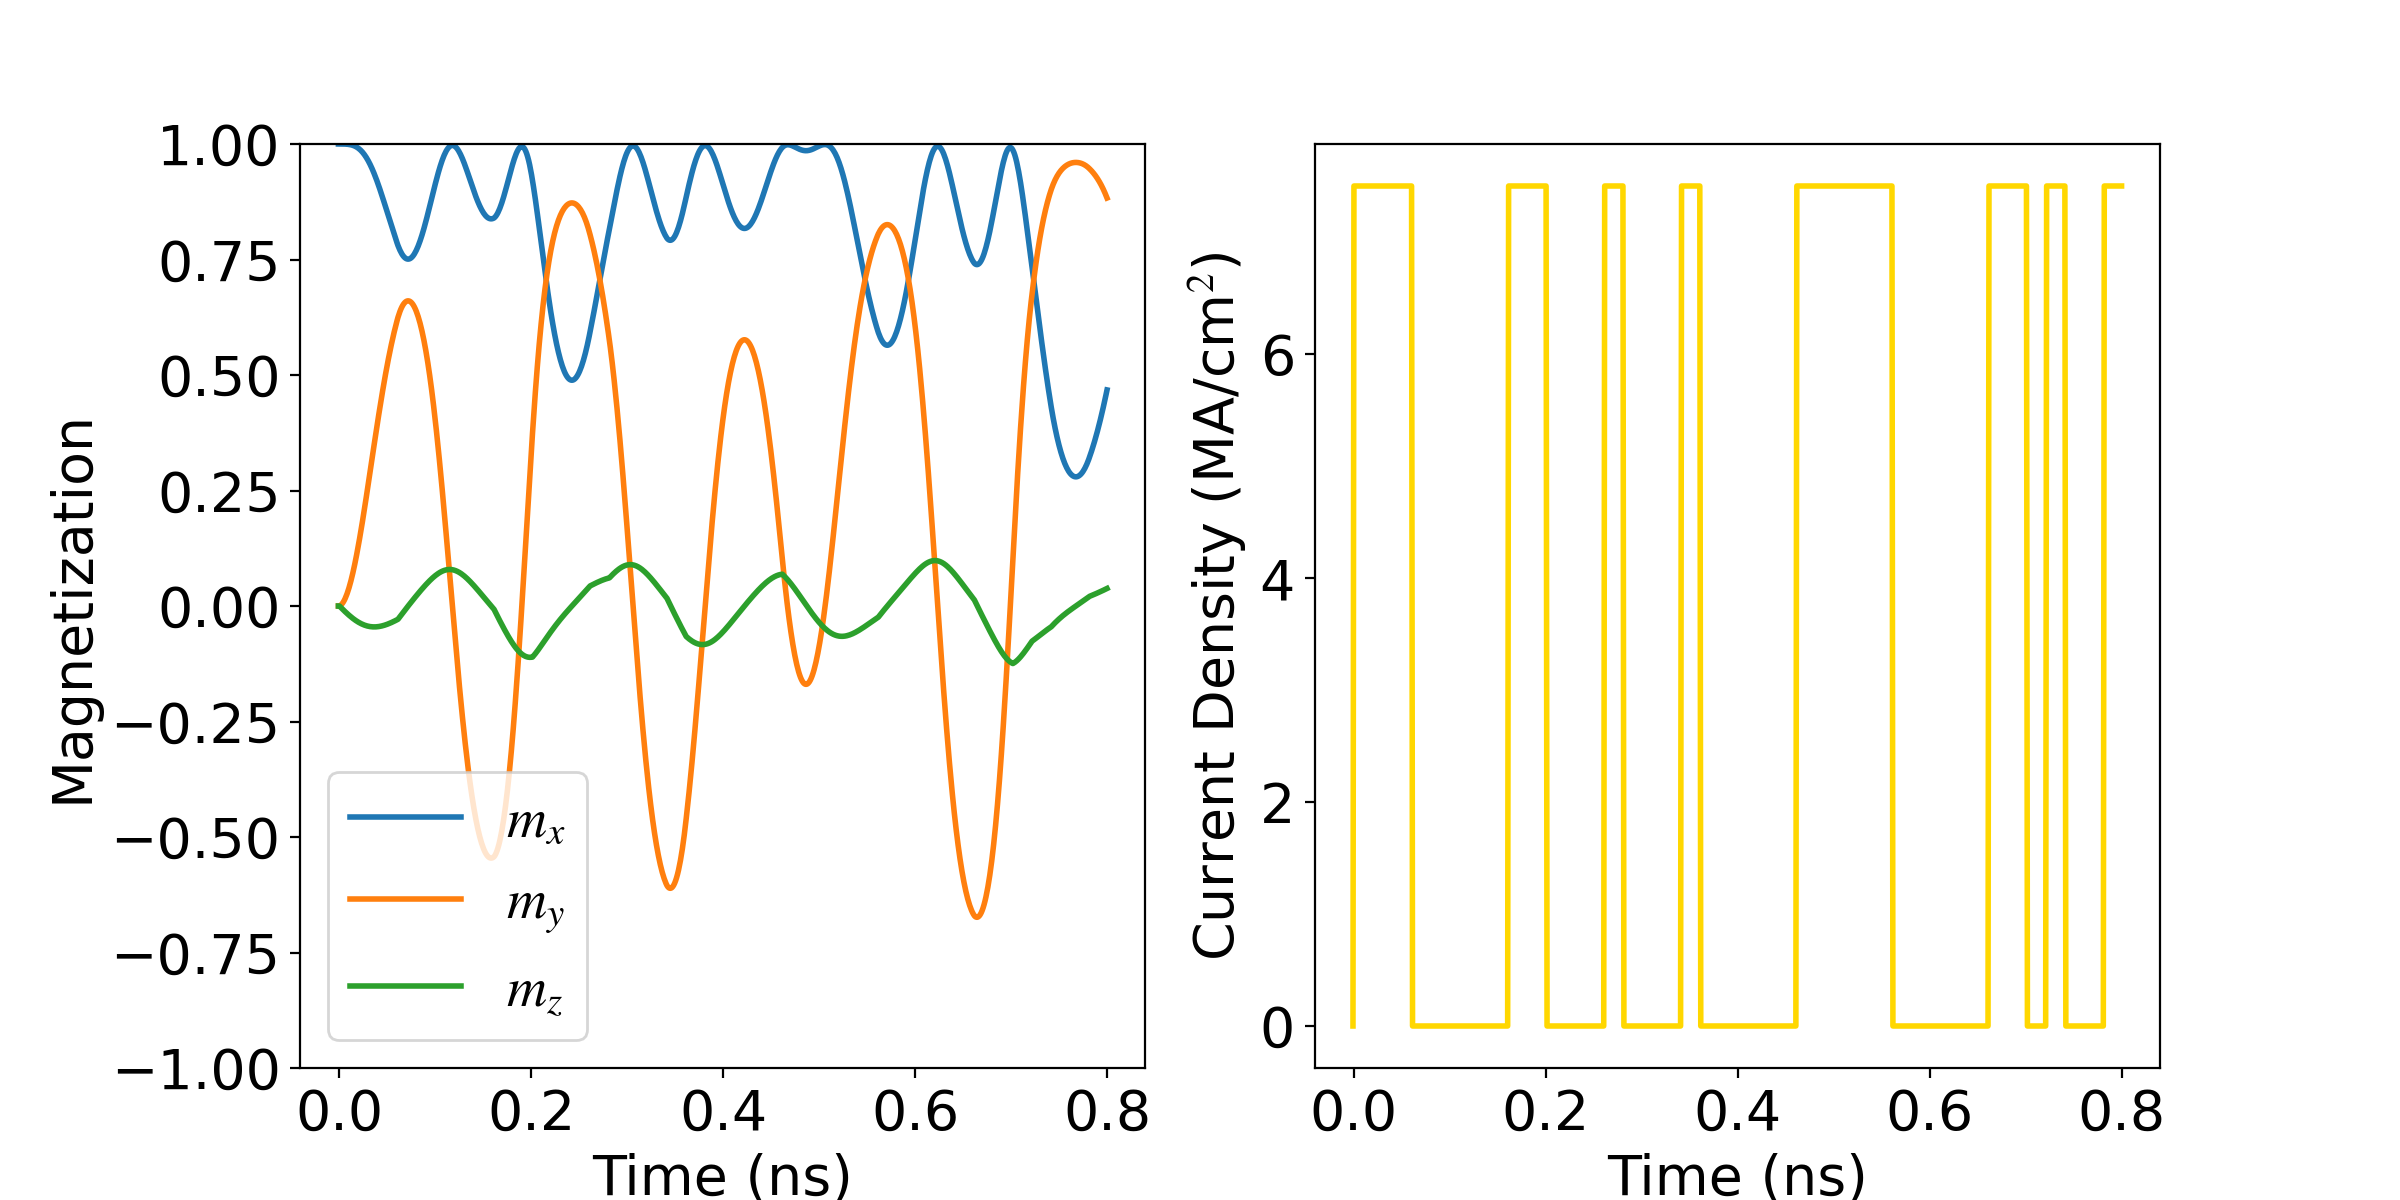 Magnetization
1.00
0.75
0.50
0.25
0.00
−0.25
−0.50
−0.75
−1.00
m_x
m_y
m_z
0.0 0.2 0.4 0.6 0.8
Time (ns)
Current Density (MA/cm²)
6
4
2
0
0.0 0.2 0.4 0.6 0.8
Time (ns)